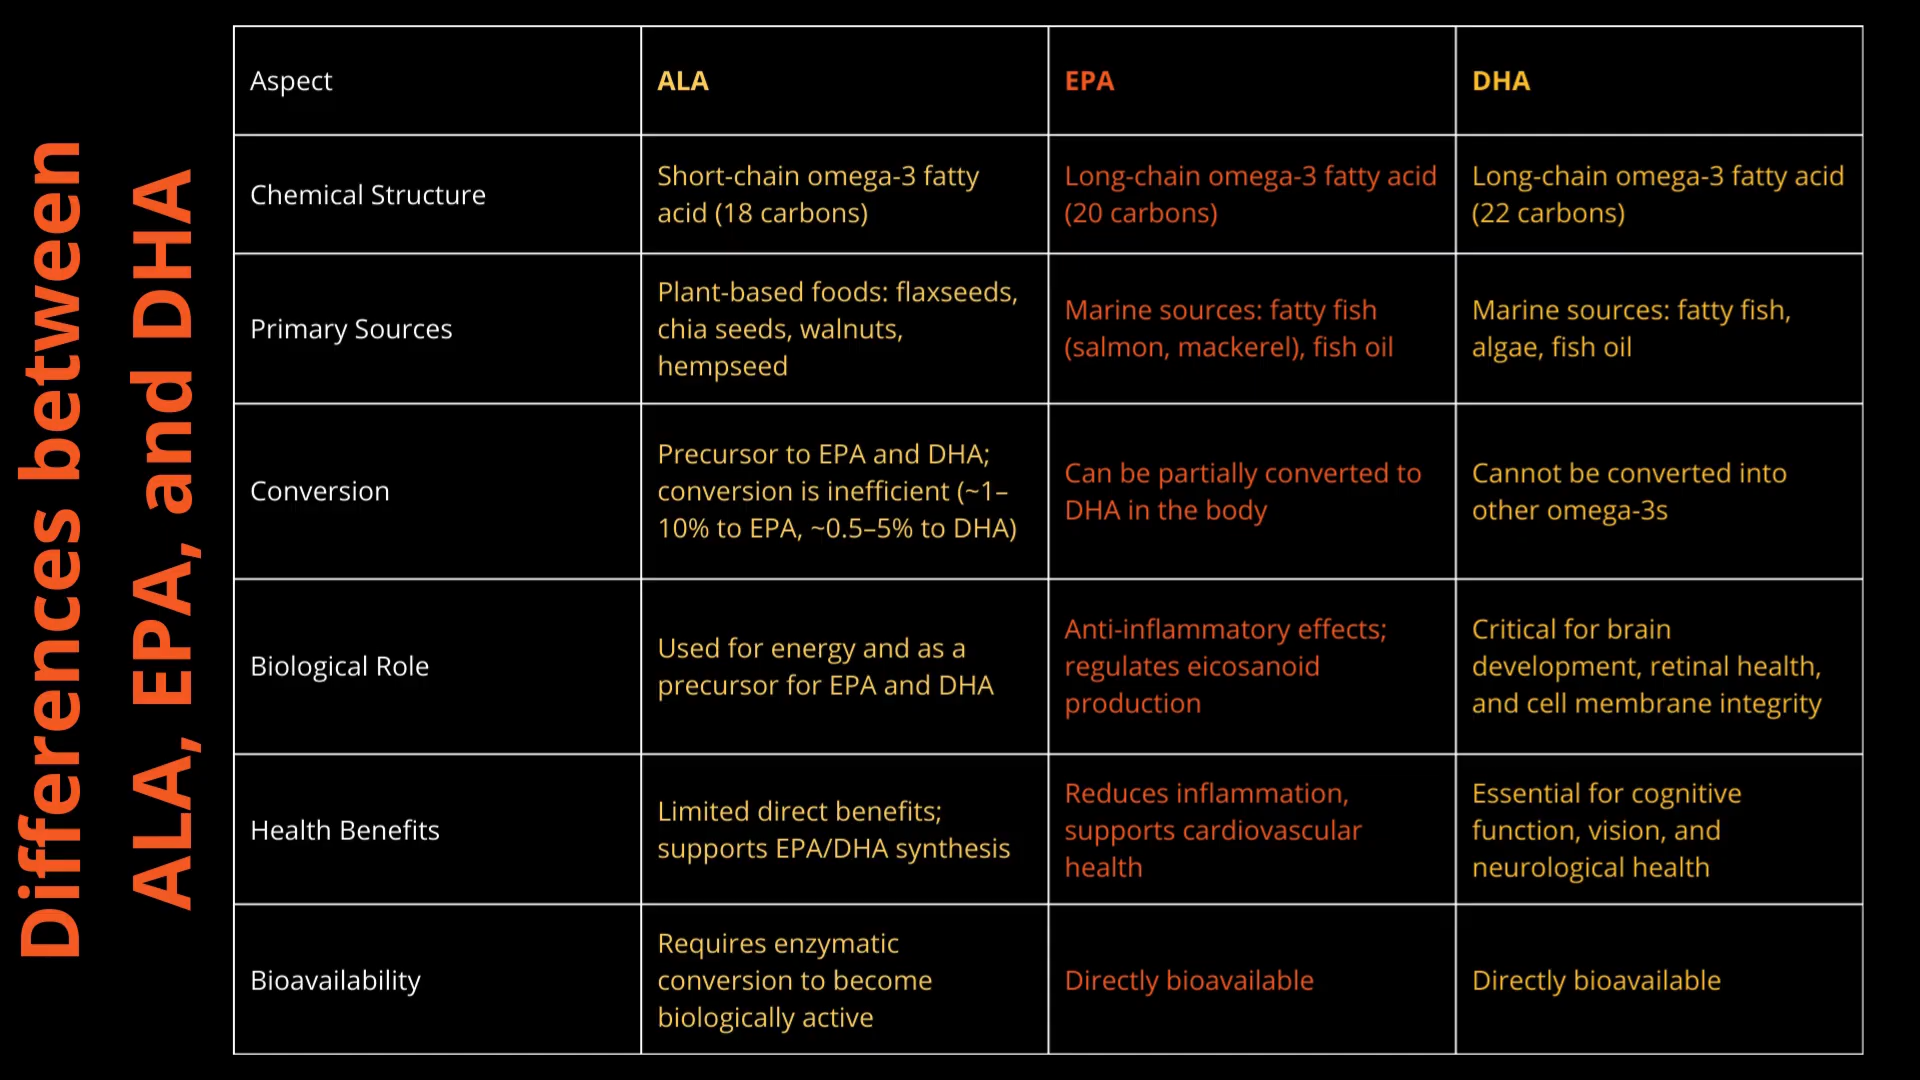 Differences between
ALA, EPA, and DHA
Aspect
ALA
EPA
DHA
Chemical Structure
Short-chain omega-3 fatty
acid (18 carbons)
Long-chain omega-3 fatty acid
(20 carbons)
Long-chain omega-3 fatty acid
(22 carbons)
Primary Sources
Plant-based foods: flaxseeds,
chia seeds, walnuts,
hempseed
Marine sources: fatty fish
(salmon, mackerel), fish oil
Marine sources: fatty fish,
algae, fish oil
Conversion
Precursor to EPA and DHA;
conversion is inefficient (~1–
10% to EPA, ~0.5–5% to DHA)
Can be partially converted to
DHA in the body
Cannot be converted into
other omega-3s
Biological Role
Used for energy and as a
precursor for EPA and DHA
Anti-inflammatory effects;
regulates eicosanoid
production
Critical for brain
development, retinal health,
and cell membrane integrity
Health Benefits
Limited direct benefits;
supports EPA/DHA synthesis
Reduces inflammation,
supports cardiovascular
health
Essential for cognitive
function, vision, and
neurological health
Bioavailability
Requires enzymatic
conversion to become
biologically active
Directly bioavailable
Directly bioavailable